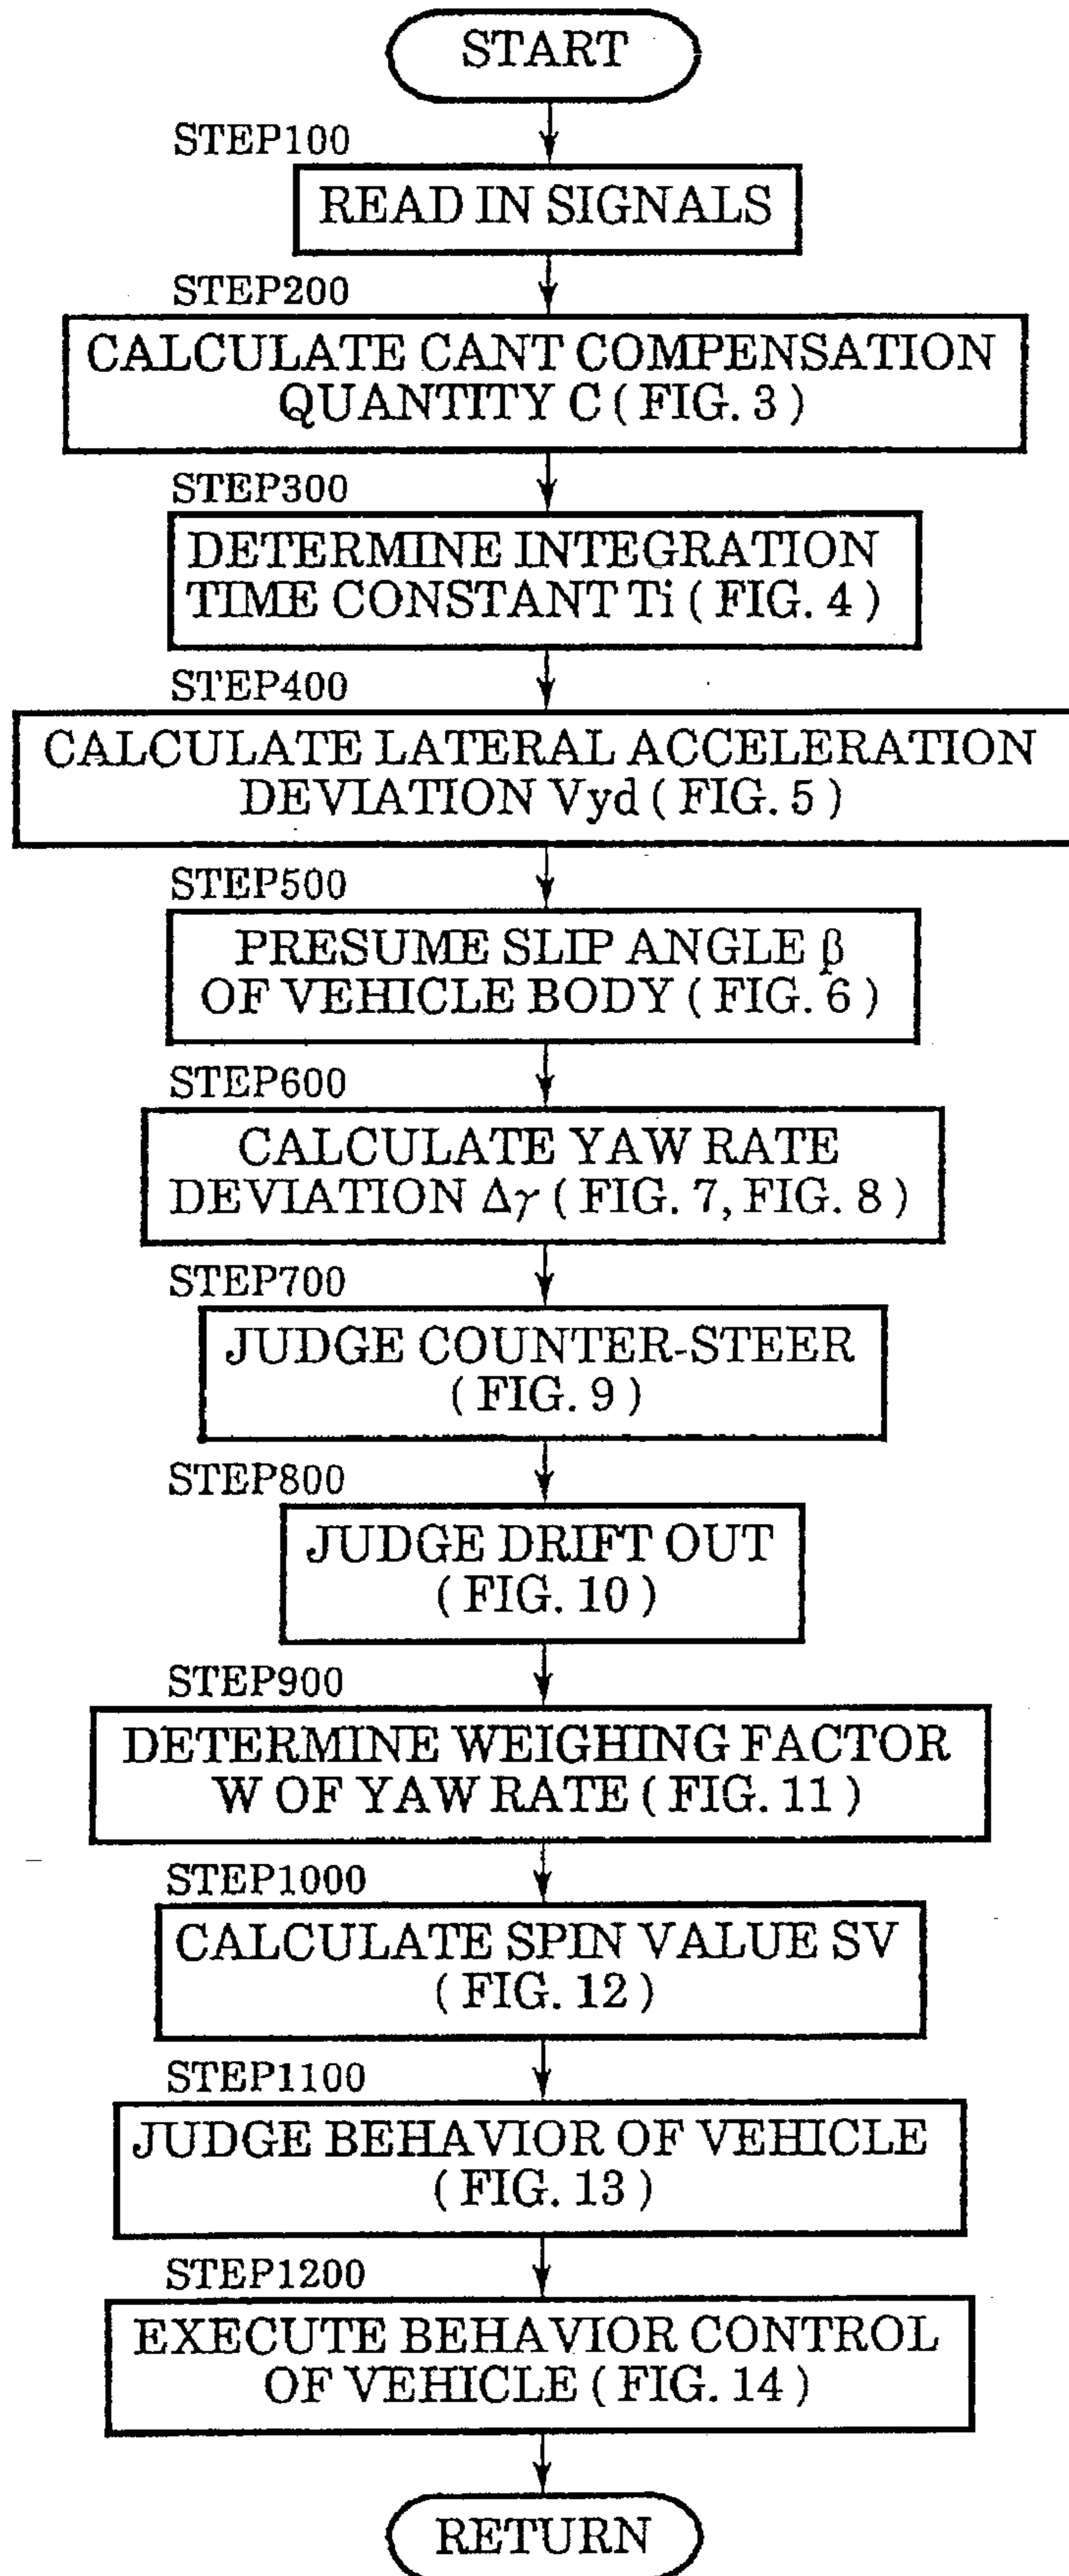 START
STEP100
READ IN SIGNALS
STEP200
CALCULATE CANT COMPENSATION
QUANTITY C ( FIG. 3 )
STEP300
DETERMINE INTEGRATION
TIME CONSTANT Ti ( FIG. 4 )
STEP400
CALCULATE LATERAL ACCELERATION
DEVIATION Vyd ( FIG. 5 )
STEP500
PRESUME SLIP ANGLE β
OF VEHICLE BODY ( FIG. 6 )
STEP600
CALCULATE YAW RATE
DEVIATION Δγ ( FIG. 7, FIG. 8 )
STEP700
JUDGE COUNTER-STEER
( FIG. 9 )
STEP800
JUDGE DRIFT OUT
( FIG. 10 )
STEP900
DETERMINE WEIGHING FACTOR
W OF YAW RATE ( FIG. 11 )
STEP1000
CALCULATE SPIN VALUE SV
( FIG. 12 )
STEP1100
JUDGE BEHAVIOR OF VEHICLE
( FIG. 13 )
STEP1200
EXECUTE BEHAVIOR CONTROL
OF VEHICLE ( FIG. 14 )
RETURN